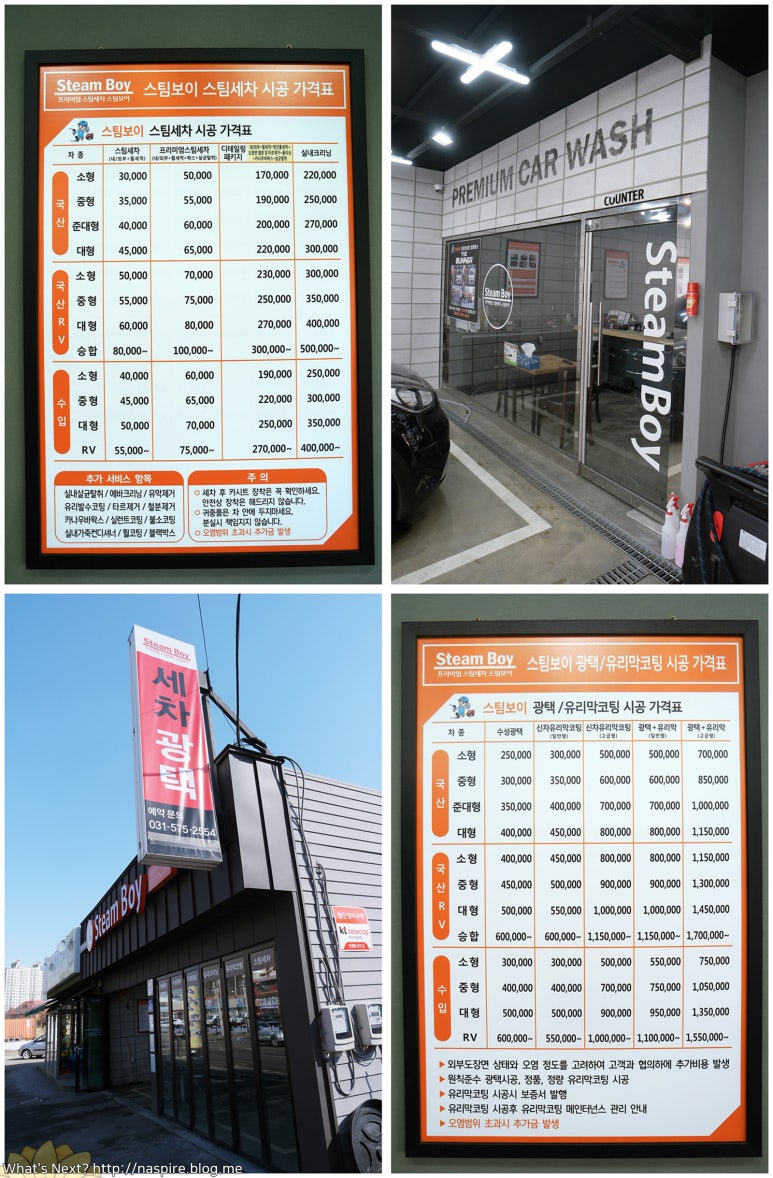 Steam Boy 스팀보이 스팀세차 시공 가격표
프리미엄 스팀세차 스팀보이
스팀보이 스팀세차 시공 가격표
차 종 스팀세차 프리미엄스팀세차 디테일링 패키지 실내크리닝
국산
소형 30,000 50,000 170,000 220,000
중형 35,000 55,000 190,000 250,000
준대형 40,000 60,000 200,000 270,000
대형 45,000 65,000 220,000 300,000
국산RV
소형 50,000 70,000 230,000 300,000
중형 55,000 75,000 250,000 350,000
대형 60,000 80,000 270,000 400,000
승합 80,000~ 100,000~ 300,000~ 500,000~
수입
소형 40,000 60,000 190,000 250,000
중형 45,000 65,000 220,000 300,000
대형 50,000 70,000 250,000 350,000
RV 55,000~ 75,000~ 270,000~ 400,000~
추가 서비스 항목
실내살균탈취 / 에바크리닝 / 유막제거
유리발수코팅 / 타르제거 / 철분제거
카나우바왁스 / 실런트코팅 / 불소코팅
실내가죽컨디셔너 / 휠코팅 / 블랙박스
주 의
세차 후 카시트 장착은 꼭 확인하세요.
안전상 장착은 해드리지 않습니다.
귀중품은 차 안에 두지마세요.
분실시 책임지지 않습니다.
오염범위 초과시 추가금 발생
PREMIUM CAR WASH
COUNTER
THE RUNNER
Steam Boy
SteamBoy
Steam Boy
세차광택
예약 문의
031-575-2554
Steam Boy
kt telecop
Steam Boy 스팀보이 광택/유리막코팅 시공 가격표
프리미엄 스팀세차 스팀보이
스팀보이 광택 / 유리막코팅 시공 가격표
차 종 수성광택 신차유리막코팅 (일반형) 신차유리막코팅 (고급형) 광택+유리막 (일반형) 광택+유리막 (고급형)
국산
소형 250,000 300,000 500,000 500,000 700,000
중형 300,000 350,000 600,000 600,000 850,000
준대형 350,000 400,000 700,000 700,000 1,000,000
대형 400,000 450,000 800,000 800,000 1,150,000
국산RV
소형 400,000 450,000 800,000 800,000 1,150,000
중형 450,000 500,000 900,000 900,000 1,300,000
대형 500,000 550,000 1,000,000 1,000,000 1,450,000
승합 600,000~ 600,000~ 1,150,000~ 1,150,000~ 1,700,000~
수입
소형 300,000 300,000 500,000 550,000 750,000
중형 400,000 400,000 700,000 750,000 1,050,000
대형 500,000 500,000 900,000 950,000 1,350,000
RV 600,000~ 550,000~ 1,000,000~ 1,100,000~ 1,550,000~
▶ 외부도장면 상태와 오염 정도를 고려하여 고객과 협의하에 추가비용 발생
▶ 원칙준수 광택시공, 정품, 정량 유리막코팅 시공
▶ 유리막코팅 시공시 보증서 발행
▶ 유리막코팅 시공후 유리막코팅 메인터넌스 관리 안내
▶ 오염범위 초과시 추가금 발생
What's Next? http://naspire.blog.me